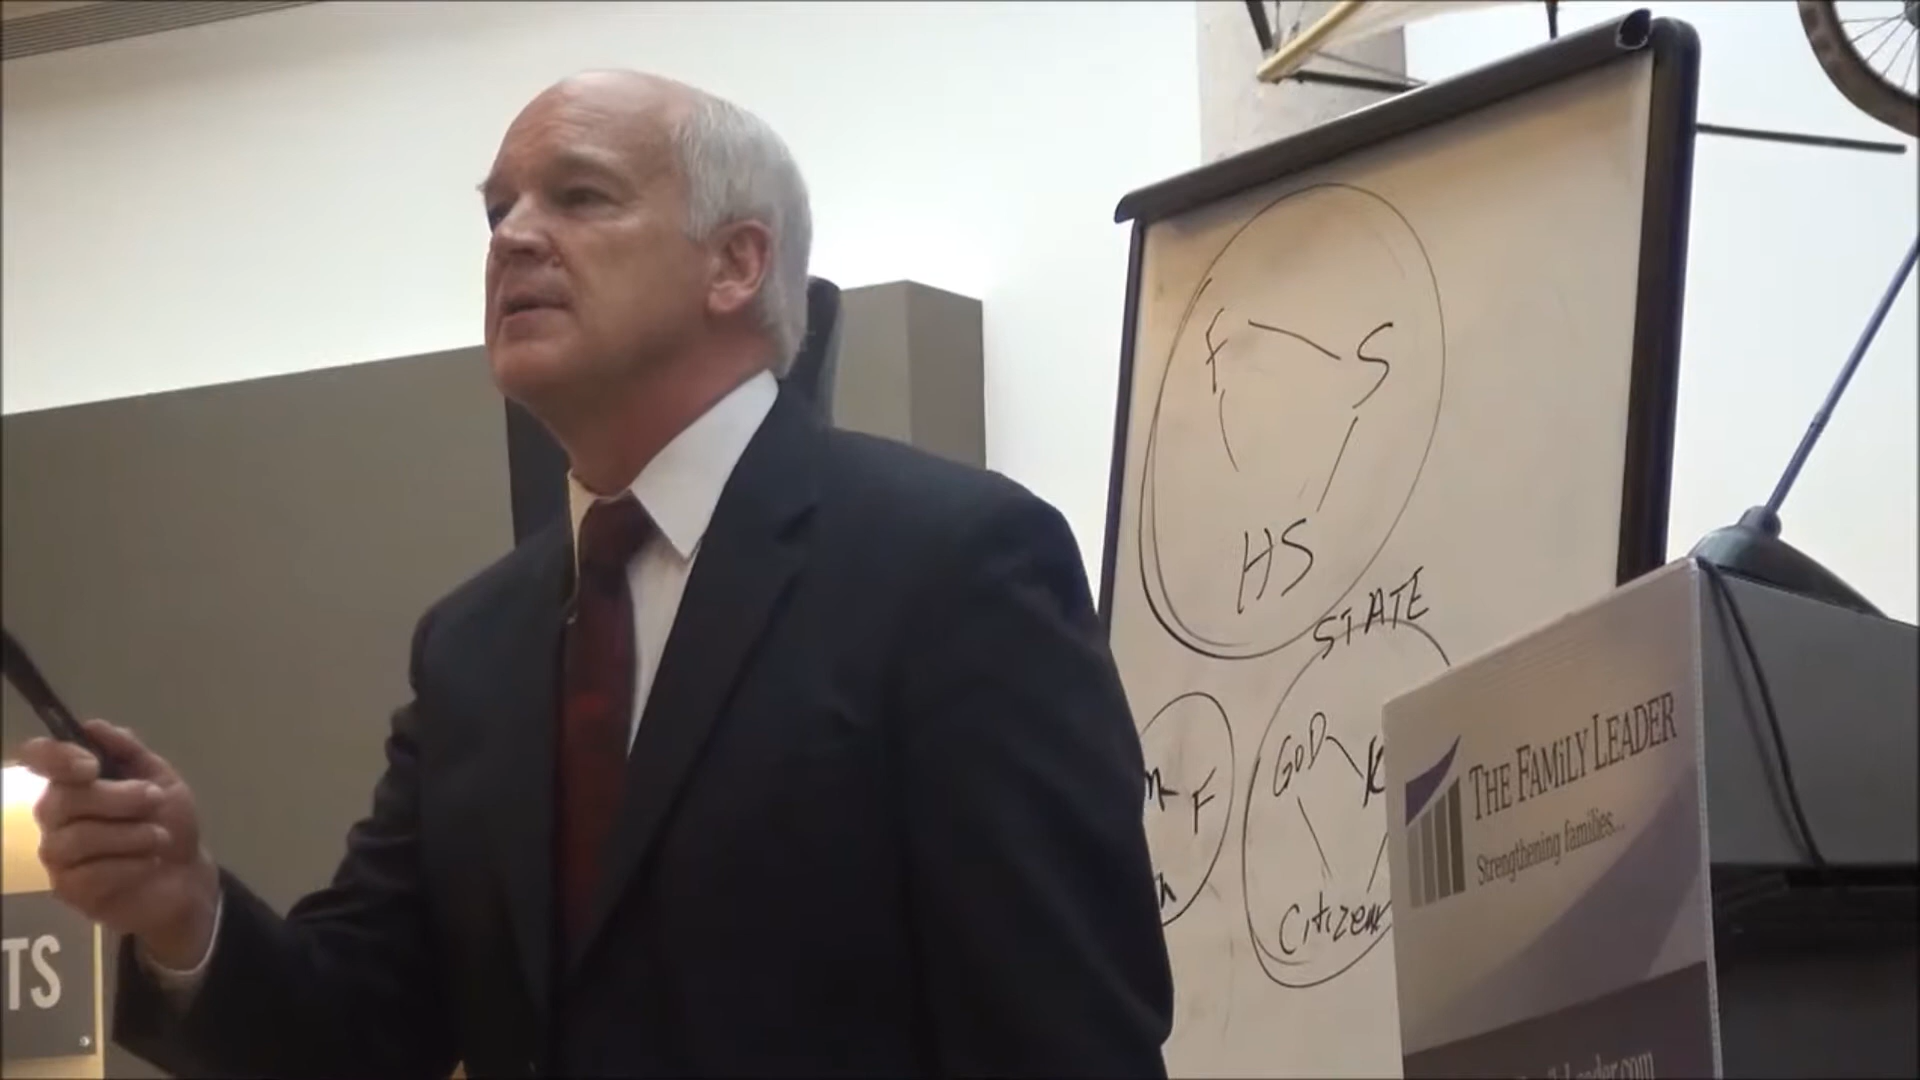 F S
HS
STATE
GOD K
F
Citizen
THE FAMiLY LEADER
Strengthening families...
TS